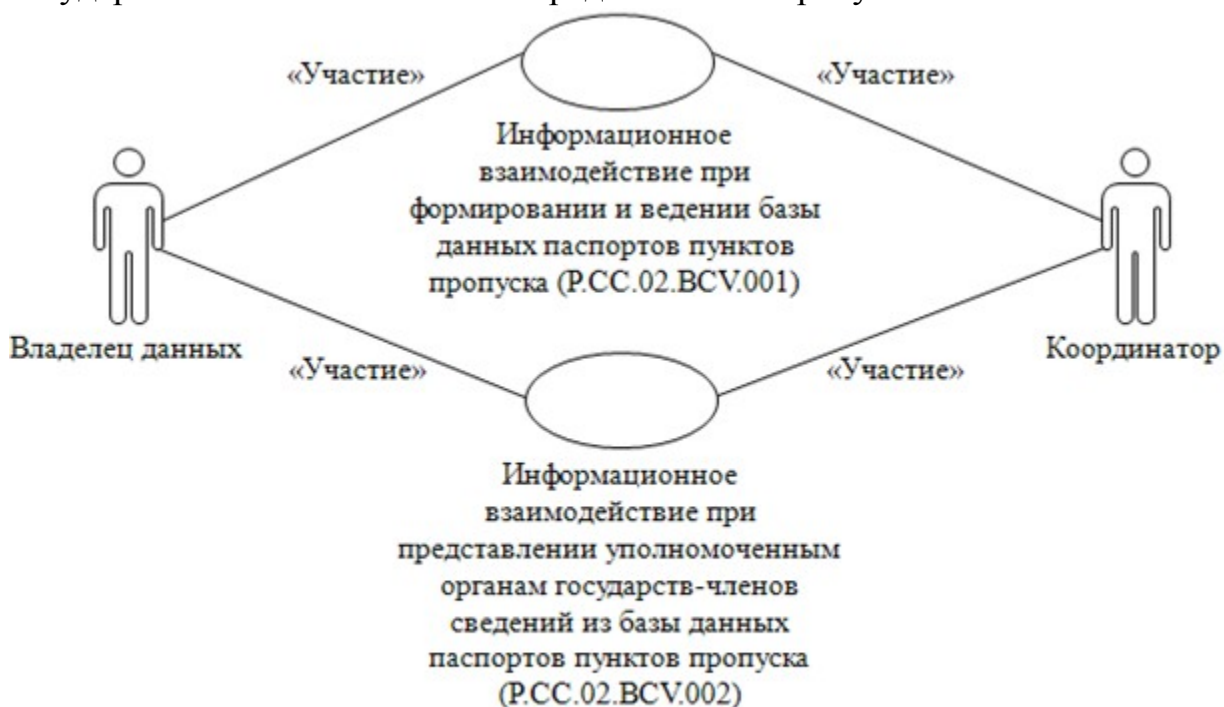 «Участие»
«Участие»
Информационное
взаимодействие при
формировании и ведении базы
данных паспортов пунктов
пропуска (P.CC.02.BCV.001)
Владелец данных
Координатор
«Участие»
«Участие»
Информационное
взаимодействие при
представлении уполномоченным
органам государств-членов
сведений из базы данных
паспортов пунктов пропуска
(P.CC.02.BCV.002)